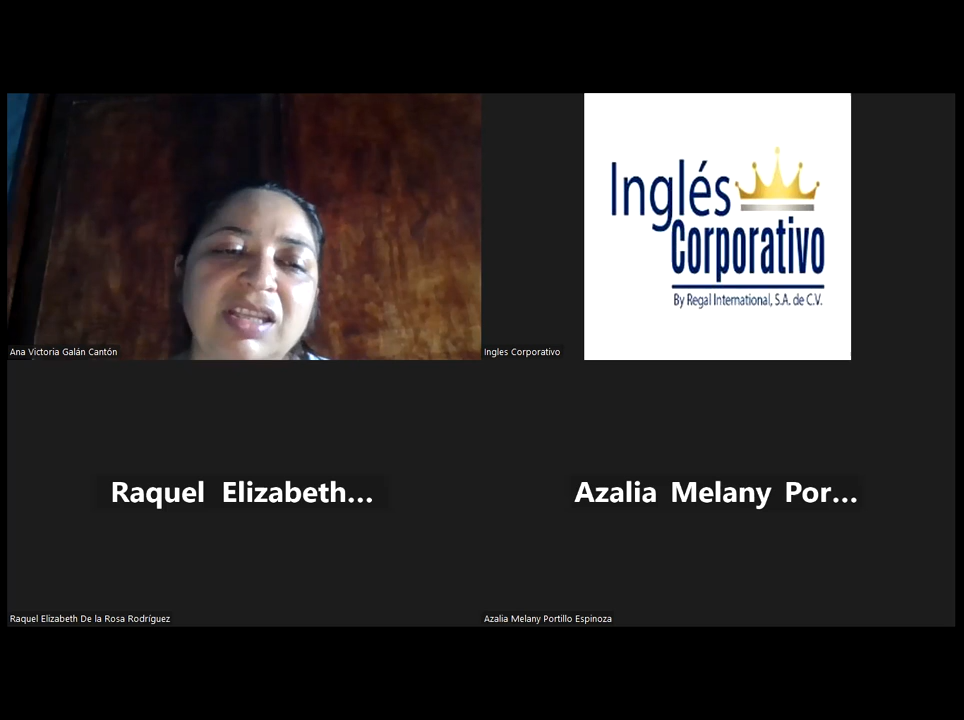 Inglés
Corporativo
By Regal International, S.A. de C.V.
Ana Victoria Galán Cantón
Ingles Corporativo
Raquel Elizabeth...
Azalia Melany Por...
Raquel Elizabeth De la Rosa Rodríguez
Azalia Melany Portillo Espinoza